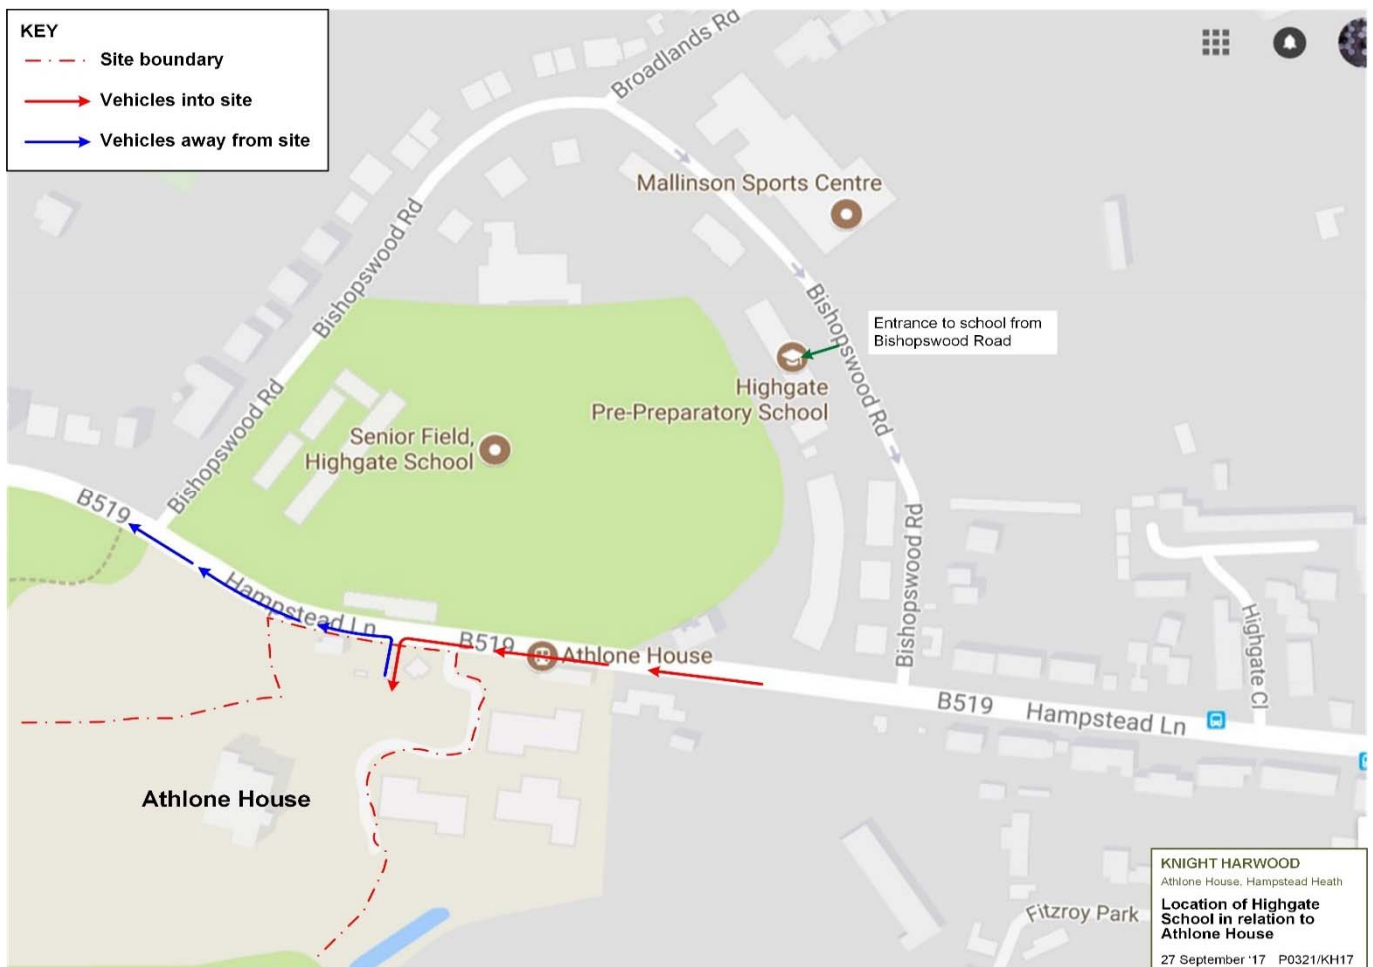 KEY
Site boundary
Vehicles into site
Vehicles away from site
Broadlands Rd
Mallinson Sports Centre
Bishopswood Rd
Bishopswood Rd
Entrance to school from
Bishopswood Road
Highgate
Pre-Preparatory School
Bishopswood Rd
Senior Field,
Highgate School
B519
Bishopswood Rd
Bishopswood Rd
Hampstead Ln
B519
Athlone House
Highgate Cl
B519
Hampstead Ln
Athlone House
Fitzroy Park
KNIGHT HARWOOD
Athlone House, Hampstead Heath
Location of Highgate
School in relation to
Athlone House
27 September '17 P0321/KH17